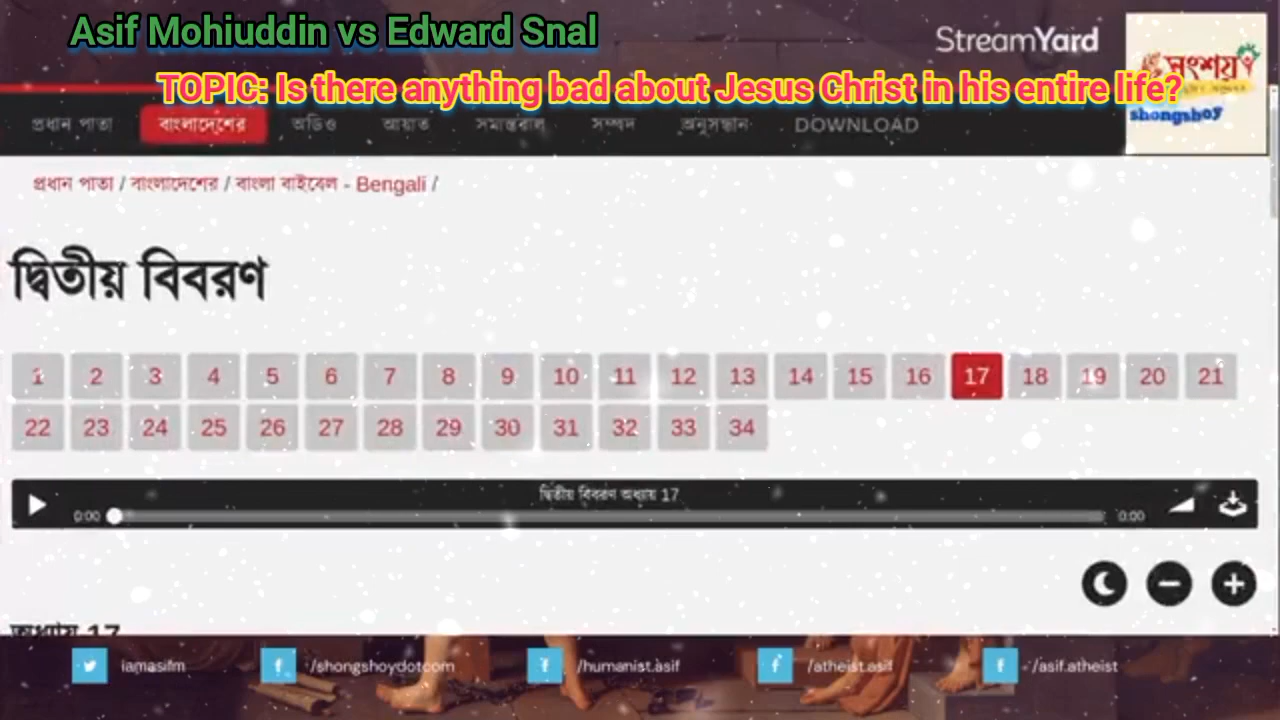 Asif Mohiuddin vs Edward Snal
StreamYard
TOPIC: Is there anything bad about Jesus Christ in his entire life?
সংশয়
shongshoy
প্রধান পাতা বাংলাদেশের অডিও আয়াত সমান্তরাল সম্পদ অনুসন্ধান DOWNLOAD
প্রধান পাতা / বাংলাদেশের / বাংলা বাইবেল - Bengali /
দ্বিতীয় বিবরণ
1 2 3 4 5 6 7 8 9 10 11 12 13 14 15 16 17 18 19 20 21
22 23 24 25 26 27 28 29 30 31 32 33 34
দ্বিতীয় বিবরণ অধ্যায় 17
0:00 0:00
অধ্যায় 17
iamasifm /shongshoydotcom /humanist.asif /atheist.asif /asif.atheist